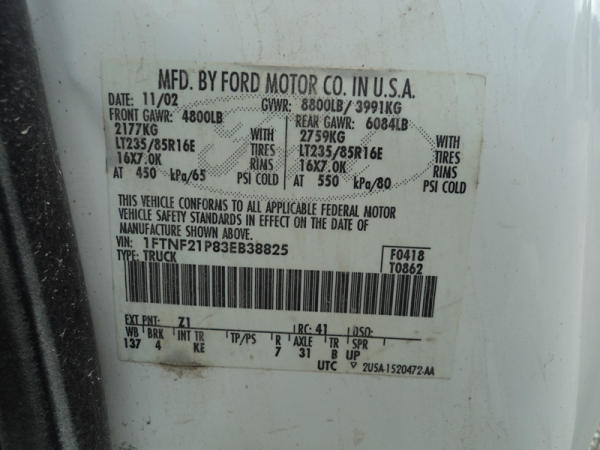 MFD. BY FORD MOTOR CO. IN U.S.A.
DATE: 11/02 GVWR: 8800LB/ 3991KG
FRONT GAWR: 4800LB REAR GAWR: 6084LB
2177KG WITH 2759KG WITH
LT235/85R16E TIRES LT235/85R16E TIRES
16X7.0K RIMS 16X7.0K RIMS
AT 450 kPa/65 PSI COLD AT 550 kPa/80 PSI COLD
THIS VEHICLE CONFORMS TO ALL APPLICABLE FEDERAL MOTOR
VEHICLE SAFETY STANDARDS IN EFFECT ON THE DATE OF
MANUFACTURE SHOWN ABOVE.
VIN: 1FTNF21P83EB38825 F0418
TYPE: TRUCK T0862
EXT PNT: Z1 RC: 41 DSO:
WB BRK INT TR TP/PS R AXLE TR SPR
137 4 KE 7 31 B UP
UTC ▽ 2USA-1520472-AA